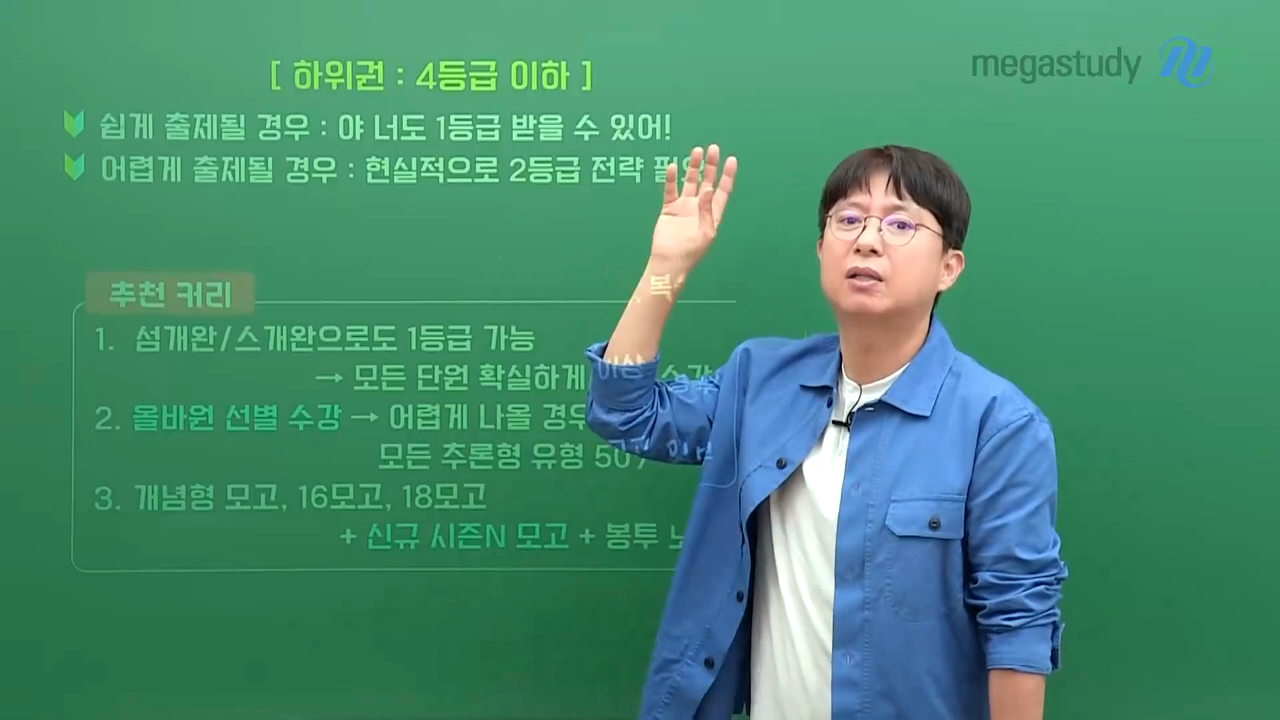 megastudy
[ 하위권 : 4등급 이하 ]
쉽게 출제될 경우 : 야 너도 1등급 받을 수 있어!
어렵게 출제될 경우 : 현실적으로 2등급 전략
추천 커리
1. 섬개완/스개완으로도 1등급 가능
→ 모든 단원 확실하게
2. 올바원 선별 수강 → 어렵게 나올 경우
모든 추론형 유형
3. 개념형 모고, 16모고, 18모고
+ 신규 시즌N 모고 + 봉투